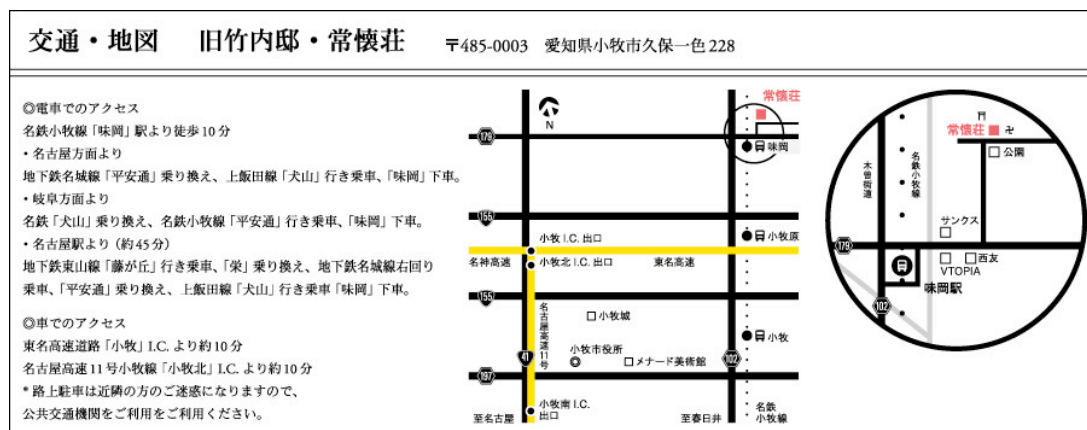 交通・地図 旧竹内邸・常懐荘 〒485-0003 愛知県小牧市久保一色228
◎電車でのアクセス
名鉄小牧線「味岡」駅より徒歩10分
・名古屋方面より
地下鉄名城線「平安通」乗り換え、上飯田線「犬山」行き乗車、「味岡」下車。
・岐阜方面より
名鉄「犬山」乗り換え、名鉄小牧線「平安通」行き乗車、「味岡」下車。
・名古屋駅より（約45分）
地下鉄東山線「藤が丘」行き乗車、「栄」乗り換え、地下鉄名城線右回り
乗車、「平安通」乗り換え、上飯田線「犬山」行き乗車「味岡」下車。
◎車でのアクセス
東名高速道路「小牧」I.C. より約10分
名古屋高速11号小牧線「小牧北」I.C. より約10分
*路上駐車は近隣の方のご迷惑になりますので、
公共交通機関をご利用をご利用ください。
N
常懐荘
179
味岡
155
小牧原
小牧 I.C. 出口
名神高速
小牧北 I.C. 出口
東名高速
155
名古屋高速11号
小牧城
小牧
41
小牧市役所
メナード美術館
102
197
小牧南 I.C.
出口
至名古屋
至春日井
名鉄
小牧線
常懐荘
卍
公園
木曽街道
名鉄小牧線
サンクス
179
西友
VTOPIA
味岡駅
102